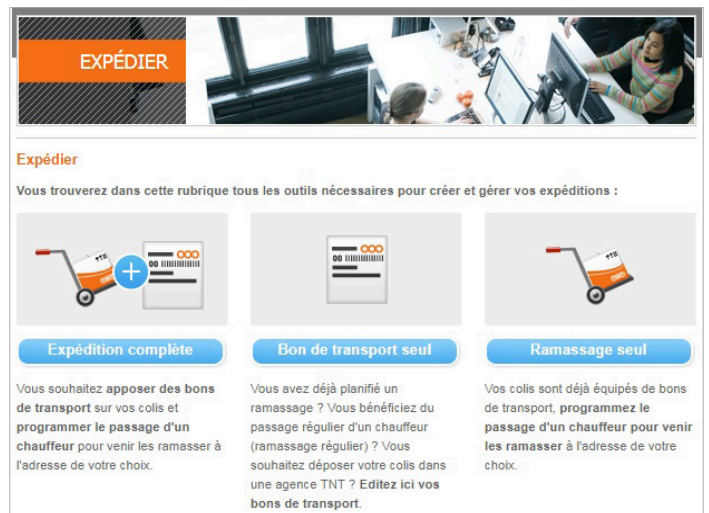 EXPÉDIER
Expédier
Vous trouverez dans cette rubrique tous les outils nécessaires pour créer et gérer vos expéditions :
Expédition complète
Vous souhaitez apposer des bons
de transport sur vos colis et
programmer le passage d'un
chauffeur pour venir les ramasser à
l'adresse de votre choix.
Bon de transport seul
Vous avez déjà planifié un
ramassage ? Vous bénéficiez du
passage régulier d'un chauffeur
(ramassage régulier) ? Vous
souhaitez déposer votre colis dans
une agence TNT ? Editez ici vos
bons de transport.
Ramassage seul
Vos colis sont déjà équipés de bons
de transport, programmez le
passage d'un chauffeur pour venir
les ramasser à l'adresse de votre
choix.